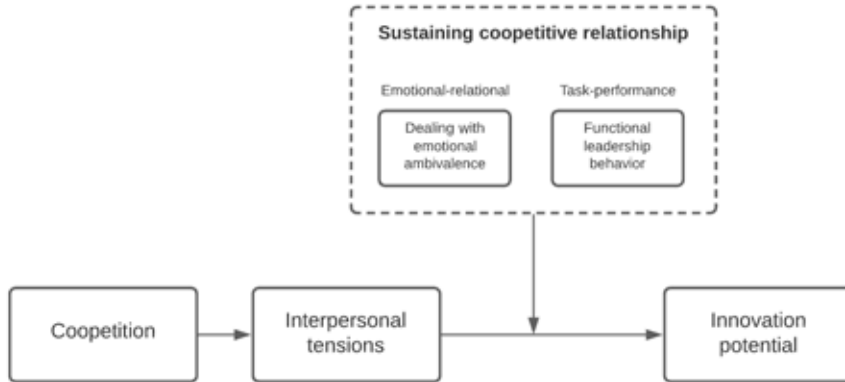 Sustaining coopetitive relationship
Emotional-relational
Task-performance
Dealing with
emotional
ambivalence
Functional
leadership
behavior
Coopetition
Interpersonal
tensions
Innovation
potential